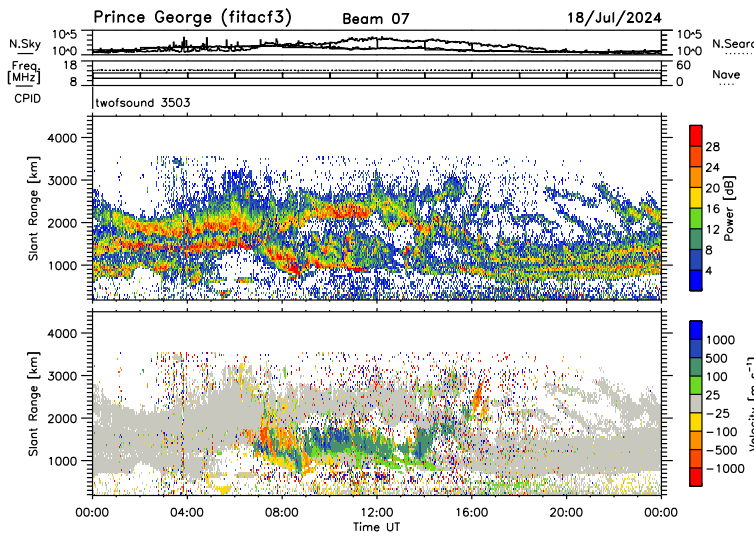 Prince George (fitacf3) Beam 07 18/Jul/2024
N.Sky 10^5 10^0 10^5 10^0 N.Searc
Freq. [MHz] 18 8 60 0 Nave
CPID twofsound 3503
4000
3000
2000
1000
Slant Range [km]
28
24
20
16
12
8
4
Power [dB]
4000
3000
2000
1000
Slant Range [km]
1000
500
100
25
-25
-100
-500
-1000
Velocity [m s^-1]
00:00 04:00 08:00 12:00 16:00 20:00 00:00
Time UT